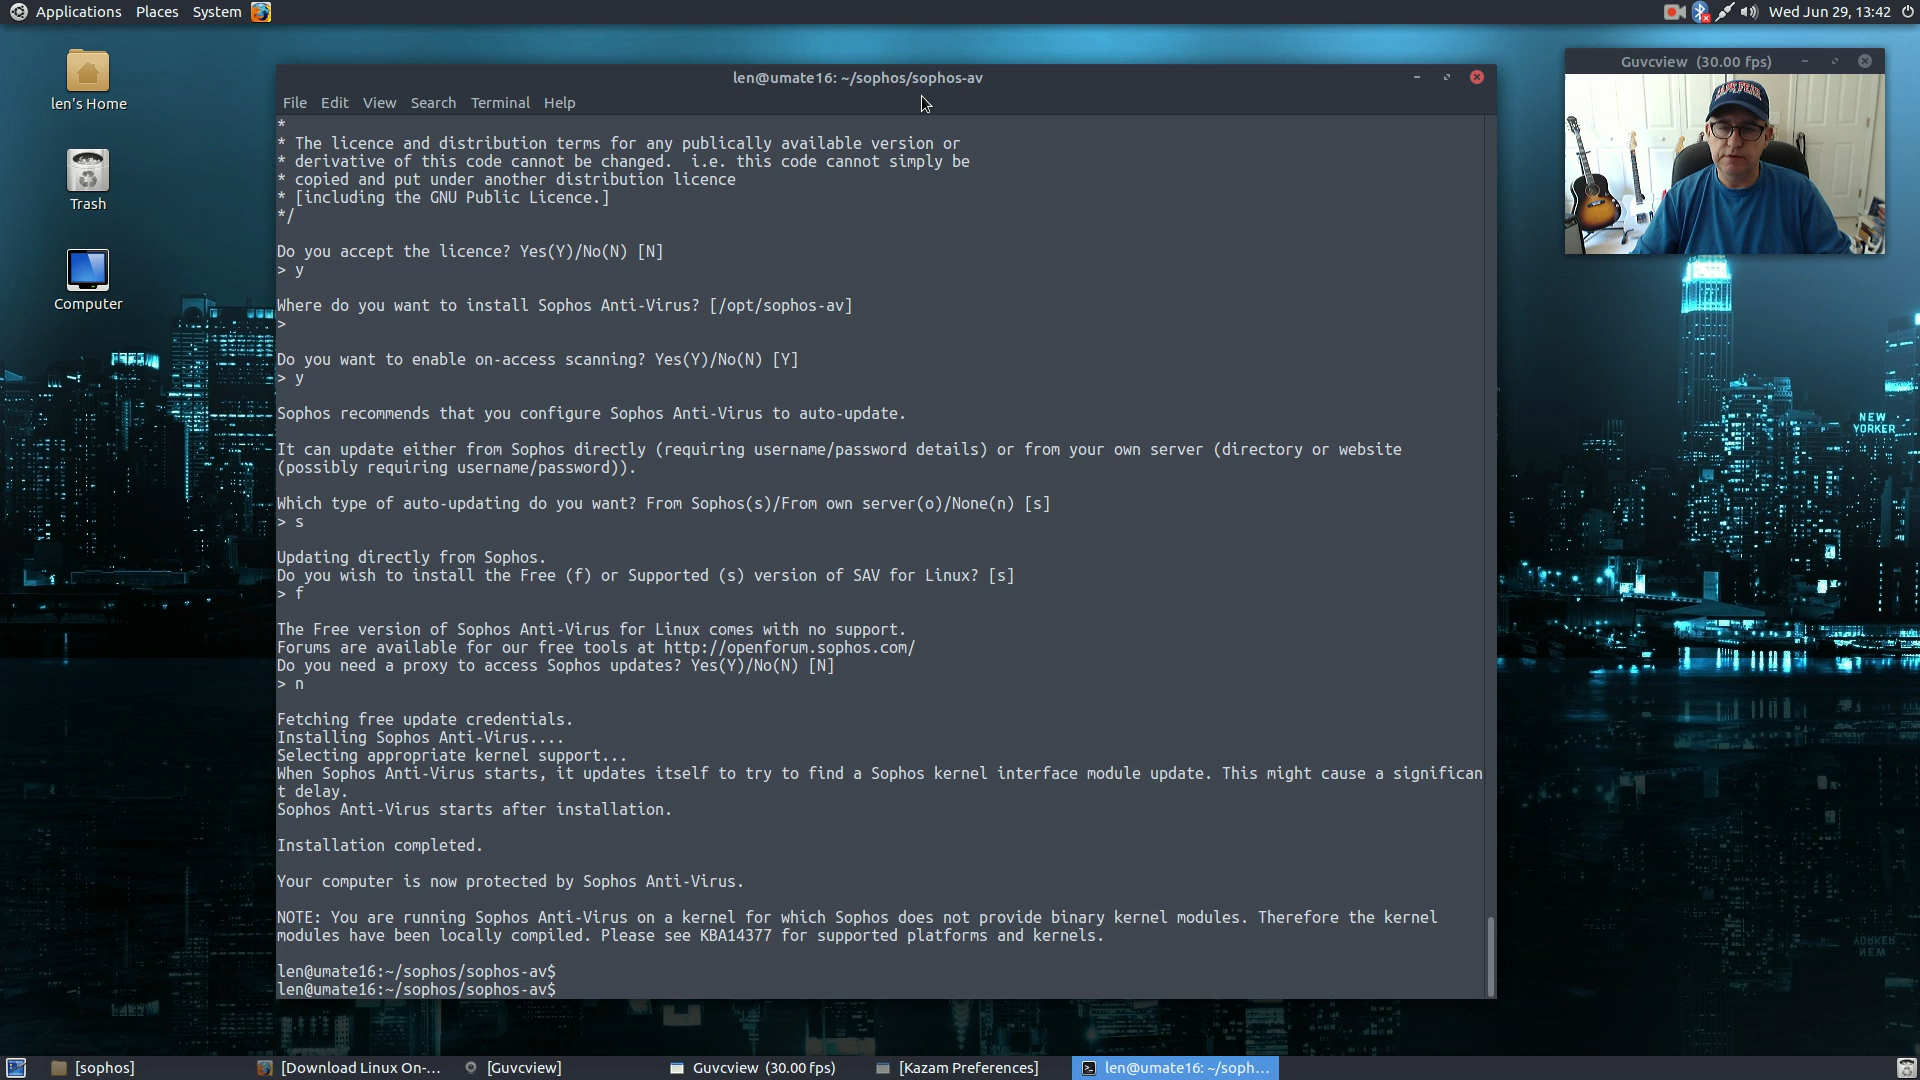 Applications Places System
Wed Jun 29, 13:42
len's Home
Trash
Computer
len@umate16: ~/sophos/sophos-av
File Edit View Search Terminal Help
*
* The licence and distribution terms for any publically available version or
* derivative of this code cannot be changed.  i.e. this code cannot simply be
* copied and put under another distribution licence
* [including the GNU Public Licence.]
*/
Do you accept the licence? Yes(Y)/No(N) [N]
> y
Where do you want to install Sophos Anti-Virus? [/opt/sophos-av]
>
Do you want to enable on-access scanning? Yes(Y)/No(N) [Y]
> y
Sophos recommends that you configure Sophos Anti-Virus to auto-update.
It can update either from Sophos directly (requiring username/password details) or from your own server (directory or website
(possibly requiring username/password)).
Which type of auto-updating do you want? From Sophos(s)/From own server(o)/None(n) [s]
> s
Updating directly from Sophos.
Do you wish to install the Free (f) or Supported (s) version of SAV for Linux? [s]
> f
The Free version of Sophos Anti-Virus for Linux comes with no support.
Forums are available for our free tools at http://openforum.sophos.com/
Do you need a proxy to access Sophos updates? Yes(Y)/No(N) [N]
> n
Fetching free update credentials.
Installing Sophos Anti-Virus....
Selecting appropriate kernel support...
When Sophos Anti-Virus starts, it updates itself to try to find a Sophos kernel interface module update. This might cause a significan
t delay.
Sophos Anti-Virus starts after installation.
Installation completed.
Your computer is now protected by Sophos Anti-Virus.
NOTE: You are running Sophos Anti-Virus on a kernel for which Sophos does not provide binary kernel modules. Therefore the kernel
modules have been locally compiled. Please see KBA14377 for supported platforms and kernels.
len@umate16:~/sophos/sophos-av$
len@umate16:~/sophos/sophos-av$
Guvcview (30.00 fps)
NEW
YORKER
[sophos]
[Download Linux On-...
[Guvcview]
Guvcview (30.00 fps)
[Kazam Preferences]
len@umate16: ~/soph...